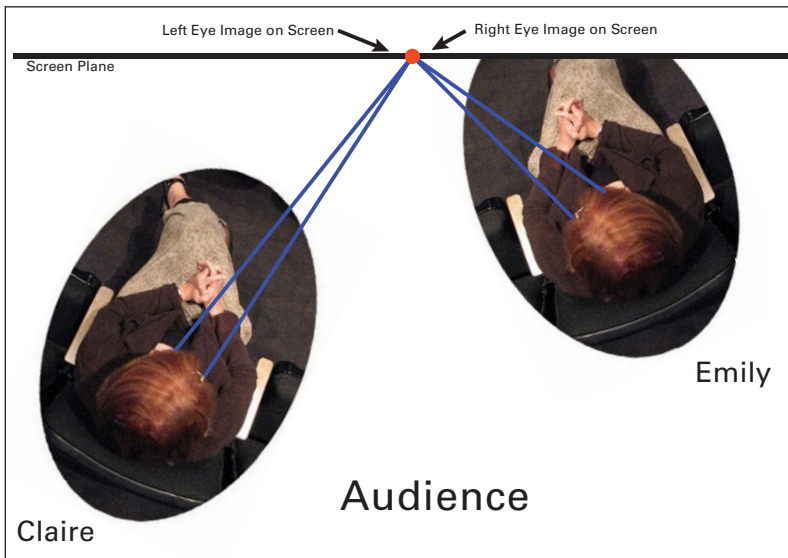 Left Eye Image on Screen
Right Eye Image on Screen
Screen Plane
Emily
Audience
Claire